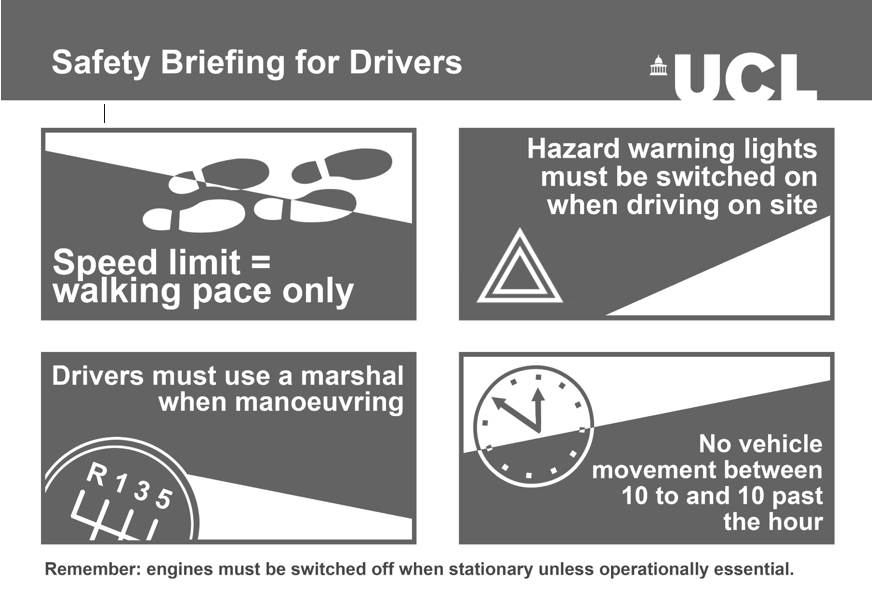 Safety Briefing for Drivers
UCL
Speed limit =
walking pace only
Hazard warning lights
must be switched on
when driving on site
Drivers must use a marshal
when manoeuvring
R 1 3 5
No vehicle
movement between
10 to and 10 past
the hour
Remember: engines must be switched off when stationary unless operationally essential.